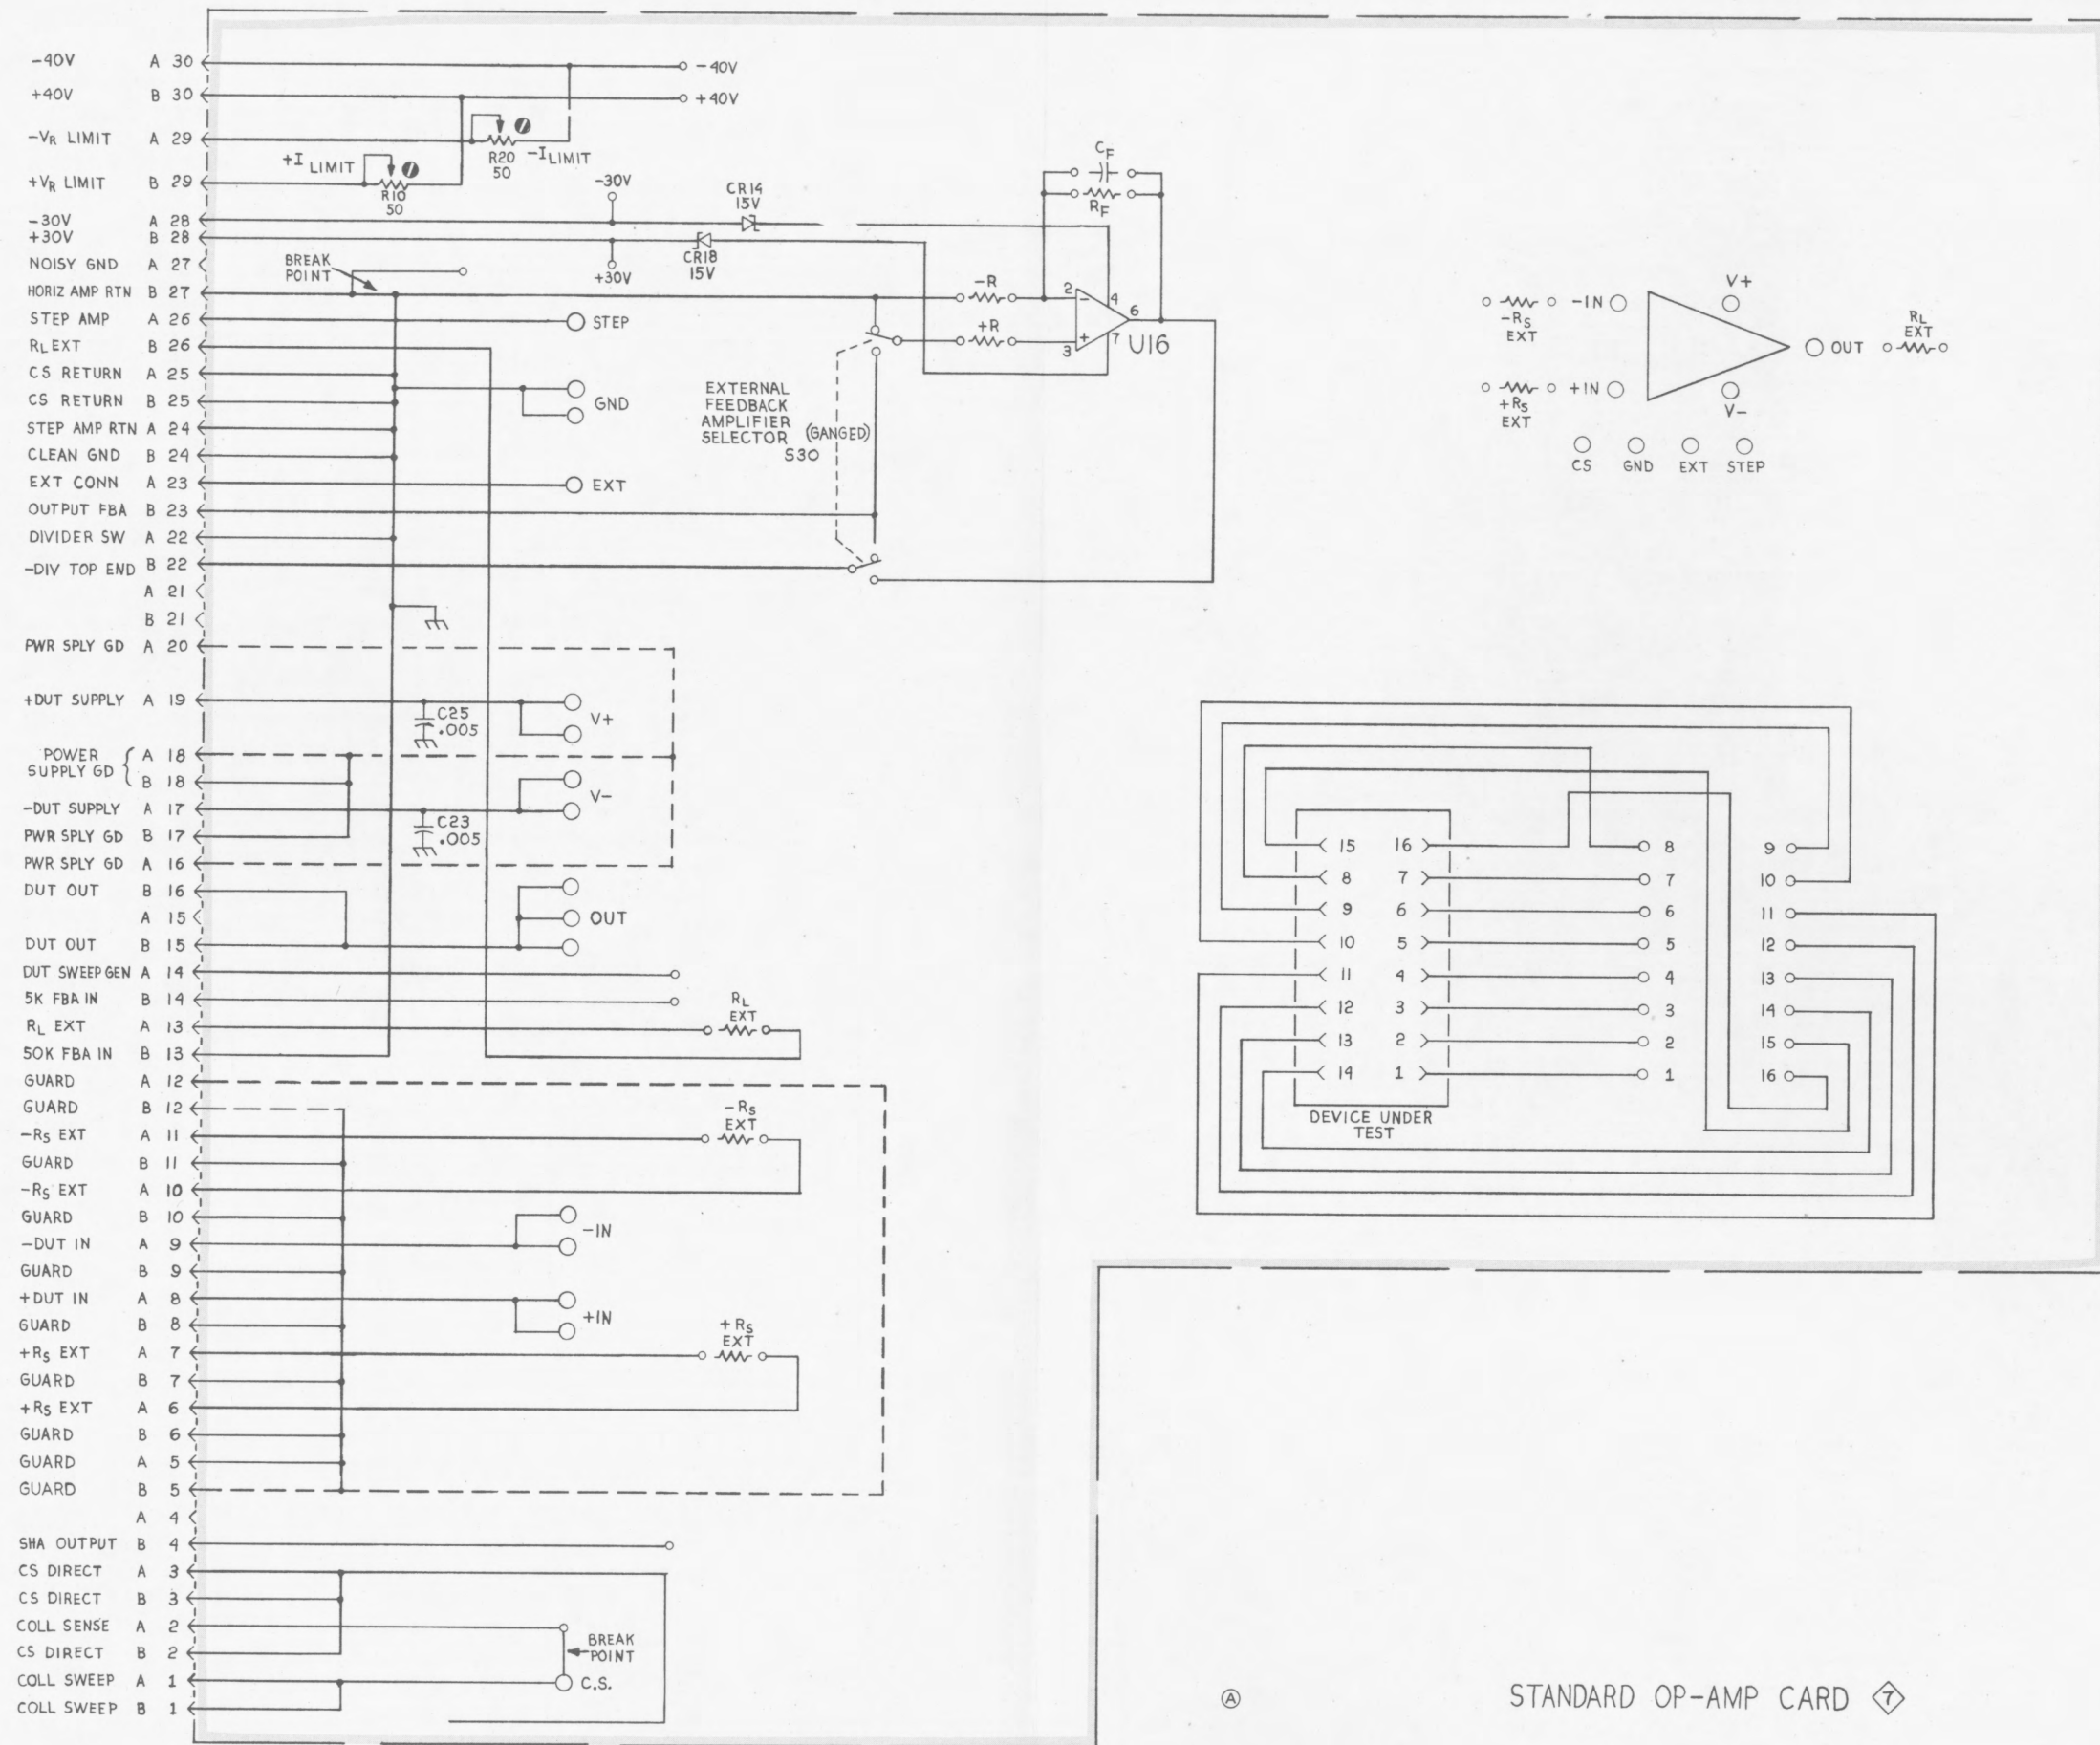 -40V A 30 -40V
+40V B 30 +40V
-VR LIMIT A 29
R20 -ILIMIT
50
+I LIMIT
+VR LIMIT B 29
R10
50
-30V
CR14
15V
-30V A 28
+30V B 28
CR18
15V
+30V
NOISY GND A 27
BREAK
POINT
HORIZ AMP RTN B 27
STEP AMP A 26 STEP
RL EXT B 26
CS RETURN A 25
CS RETURN B 25
GND
STEP AMP RTN A 24
CLEAN GND B 24
EXT CONN A 23 EXT
OUTPUT FBA B 23
DIVIDER SW A 22
-DIV TOP END B 22
A 21
B 21
PWR SPLY GD A 20
+DUT SUPPLY A 19
C25
.005
V+
POWER
SUPPLY GD
A 18
B 18
-DUT SUPPLY A 17
V-
C23
.005
PWR SPLY GD B 17
PWR SPLY GD A 16
DUT OUT B 16
A 15
OUT
DUT OUT B 15
DUT SWEEP GEN A 14
5K FBA IN B 14
RL EXT A 13
RL
EXT
50K FBA IN B 13
GUARD A 12
GUARD B 12
-RS EXT A 11
-RS
EXT
GUARD B 11
-RS EXT A 10
GUARD B 10
-DUT IN A 9
-IN
GUARD B 9
+DUT IN A 8
+IN
GUARD B 8
+RS EXT A 7
+RS
EXT
GUARD B 7
+RS EXT A 6
GUARD B 6
GUARD A 5
GUARD B 5
A 4
SHA OUTPUT B 4
CS DIRECT A 3
CS DIRECT B 3
COLL SENSE A 2
BREAK
POINT
CS DIRECT B 2
COLL SWEEP A 1 C.S.
COLL SWEEP B 1
CF
RF
-R
+R
2
-
4
6
+
3
7
U16
EXTERNAL
FEEDBACK
AMPLIFIER
SELECTOR (GANGED)
S30
-RS
EXT
-IN
V+
OUT
RL
EXT
+RS
EXT
+IN
V-
CS GND EXT STEP
15 16 8 9
8 7 7 10
9 6 6 11
10 5 5 12
11 4 4 13
12 3 3 14
13 2 2 15
14 1 1 16
DEVICE UNDER
TEST
A
STANDARD OP-AMP CARD 7